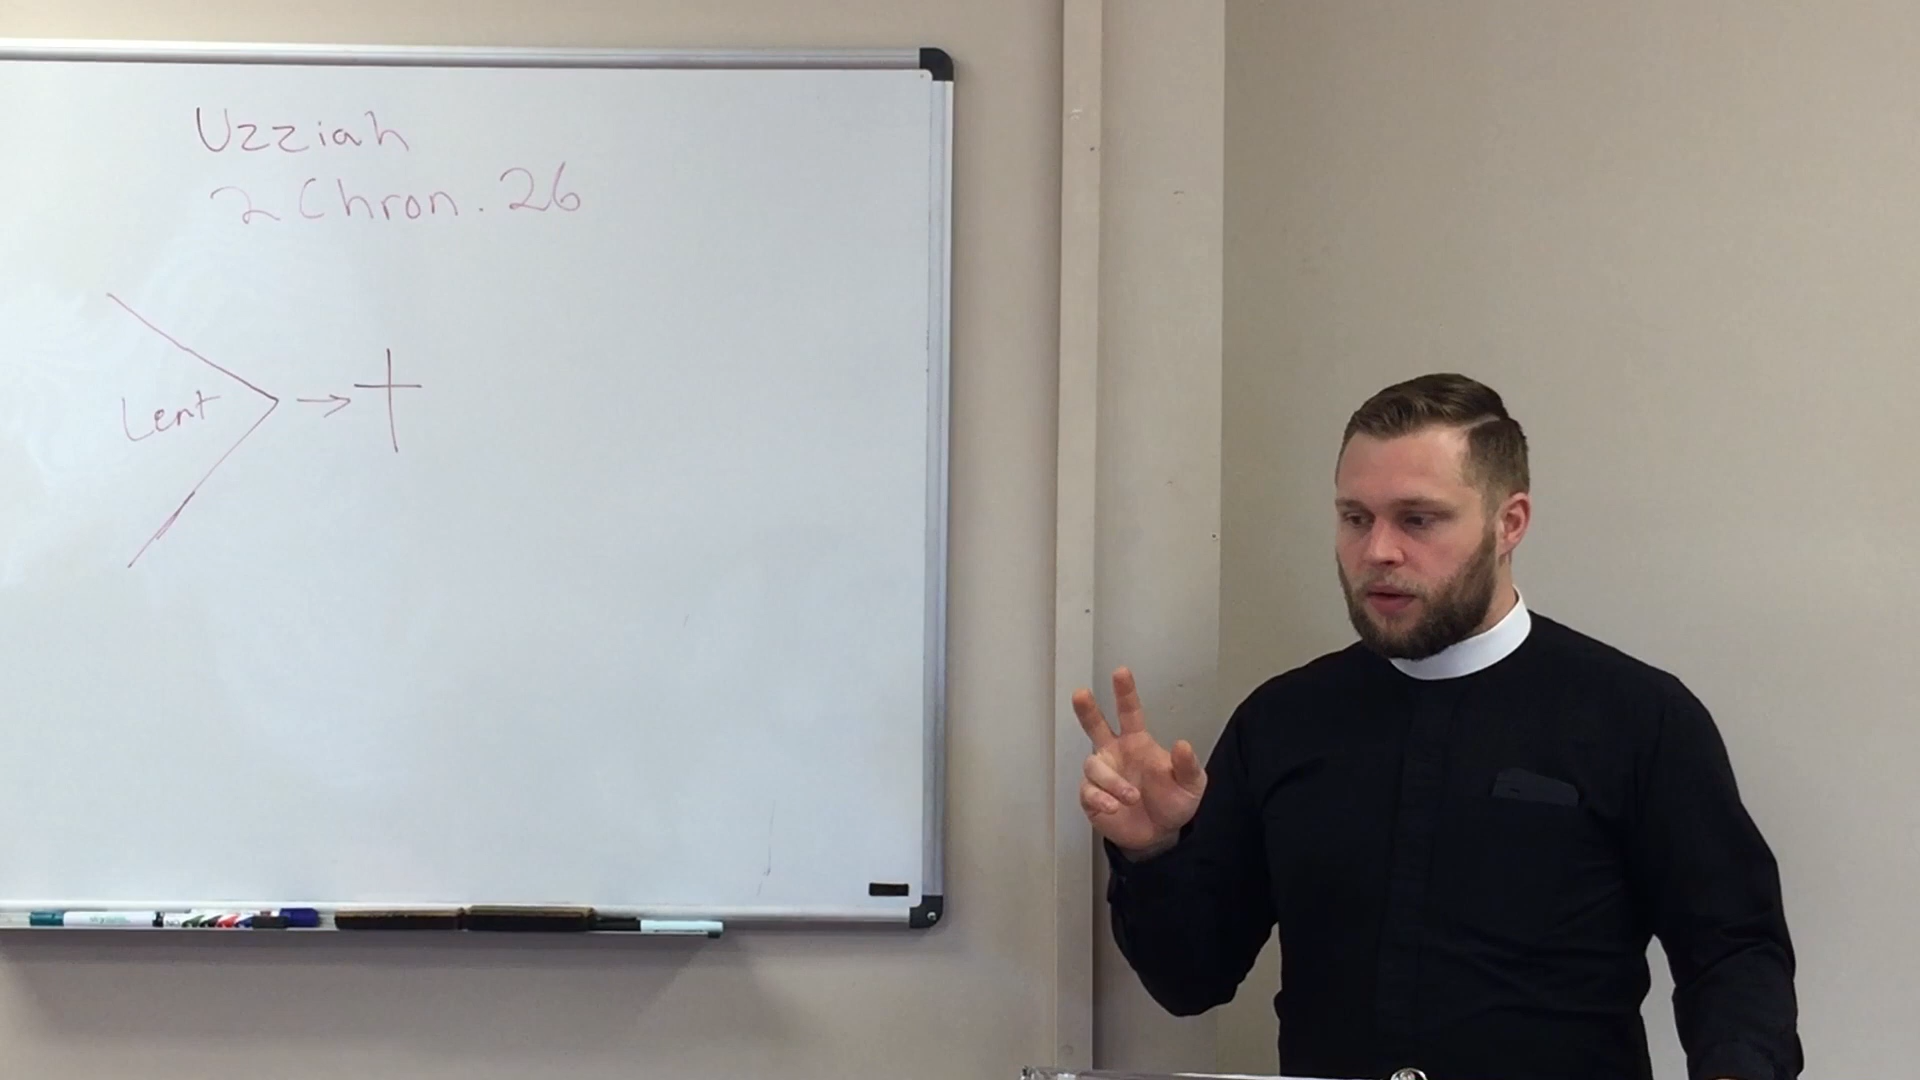 Uzziah
2 Chron. 26
Lent →